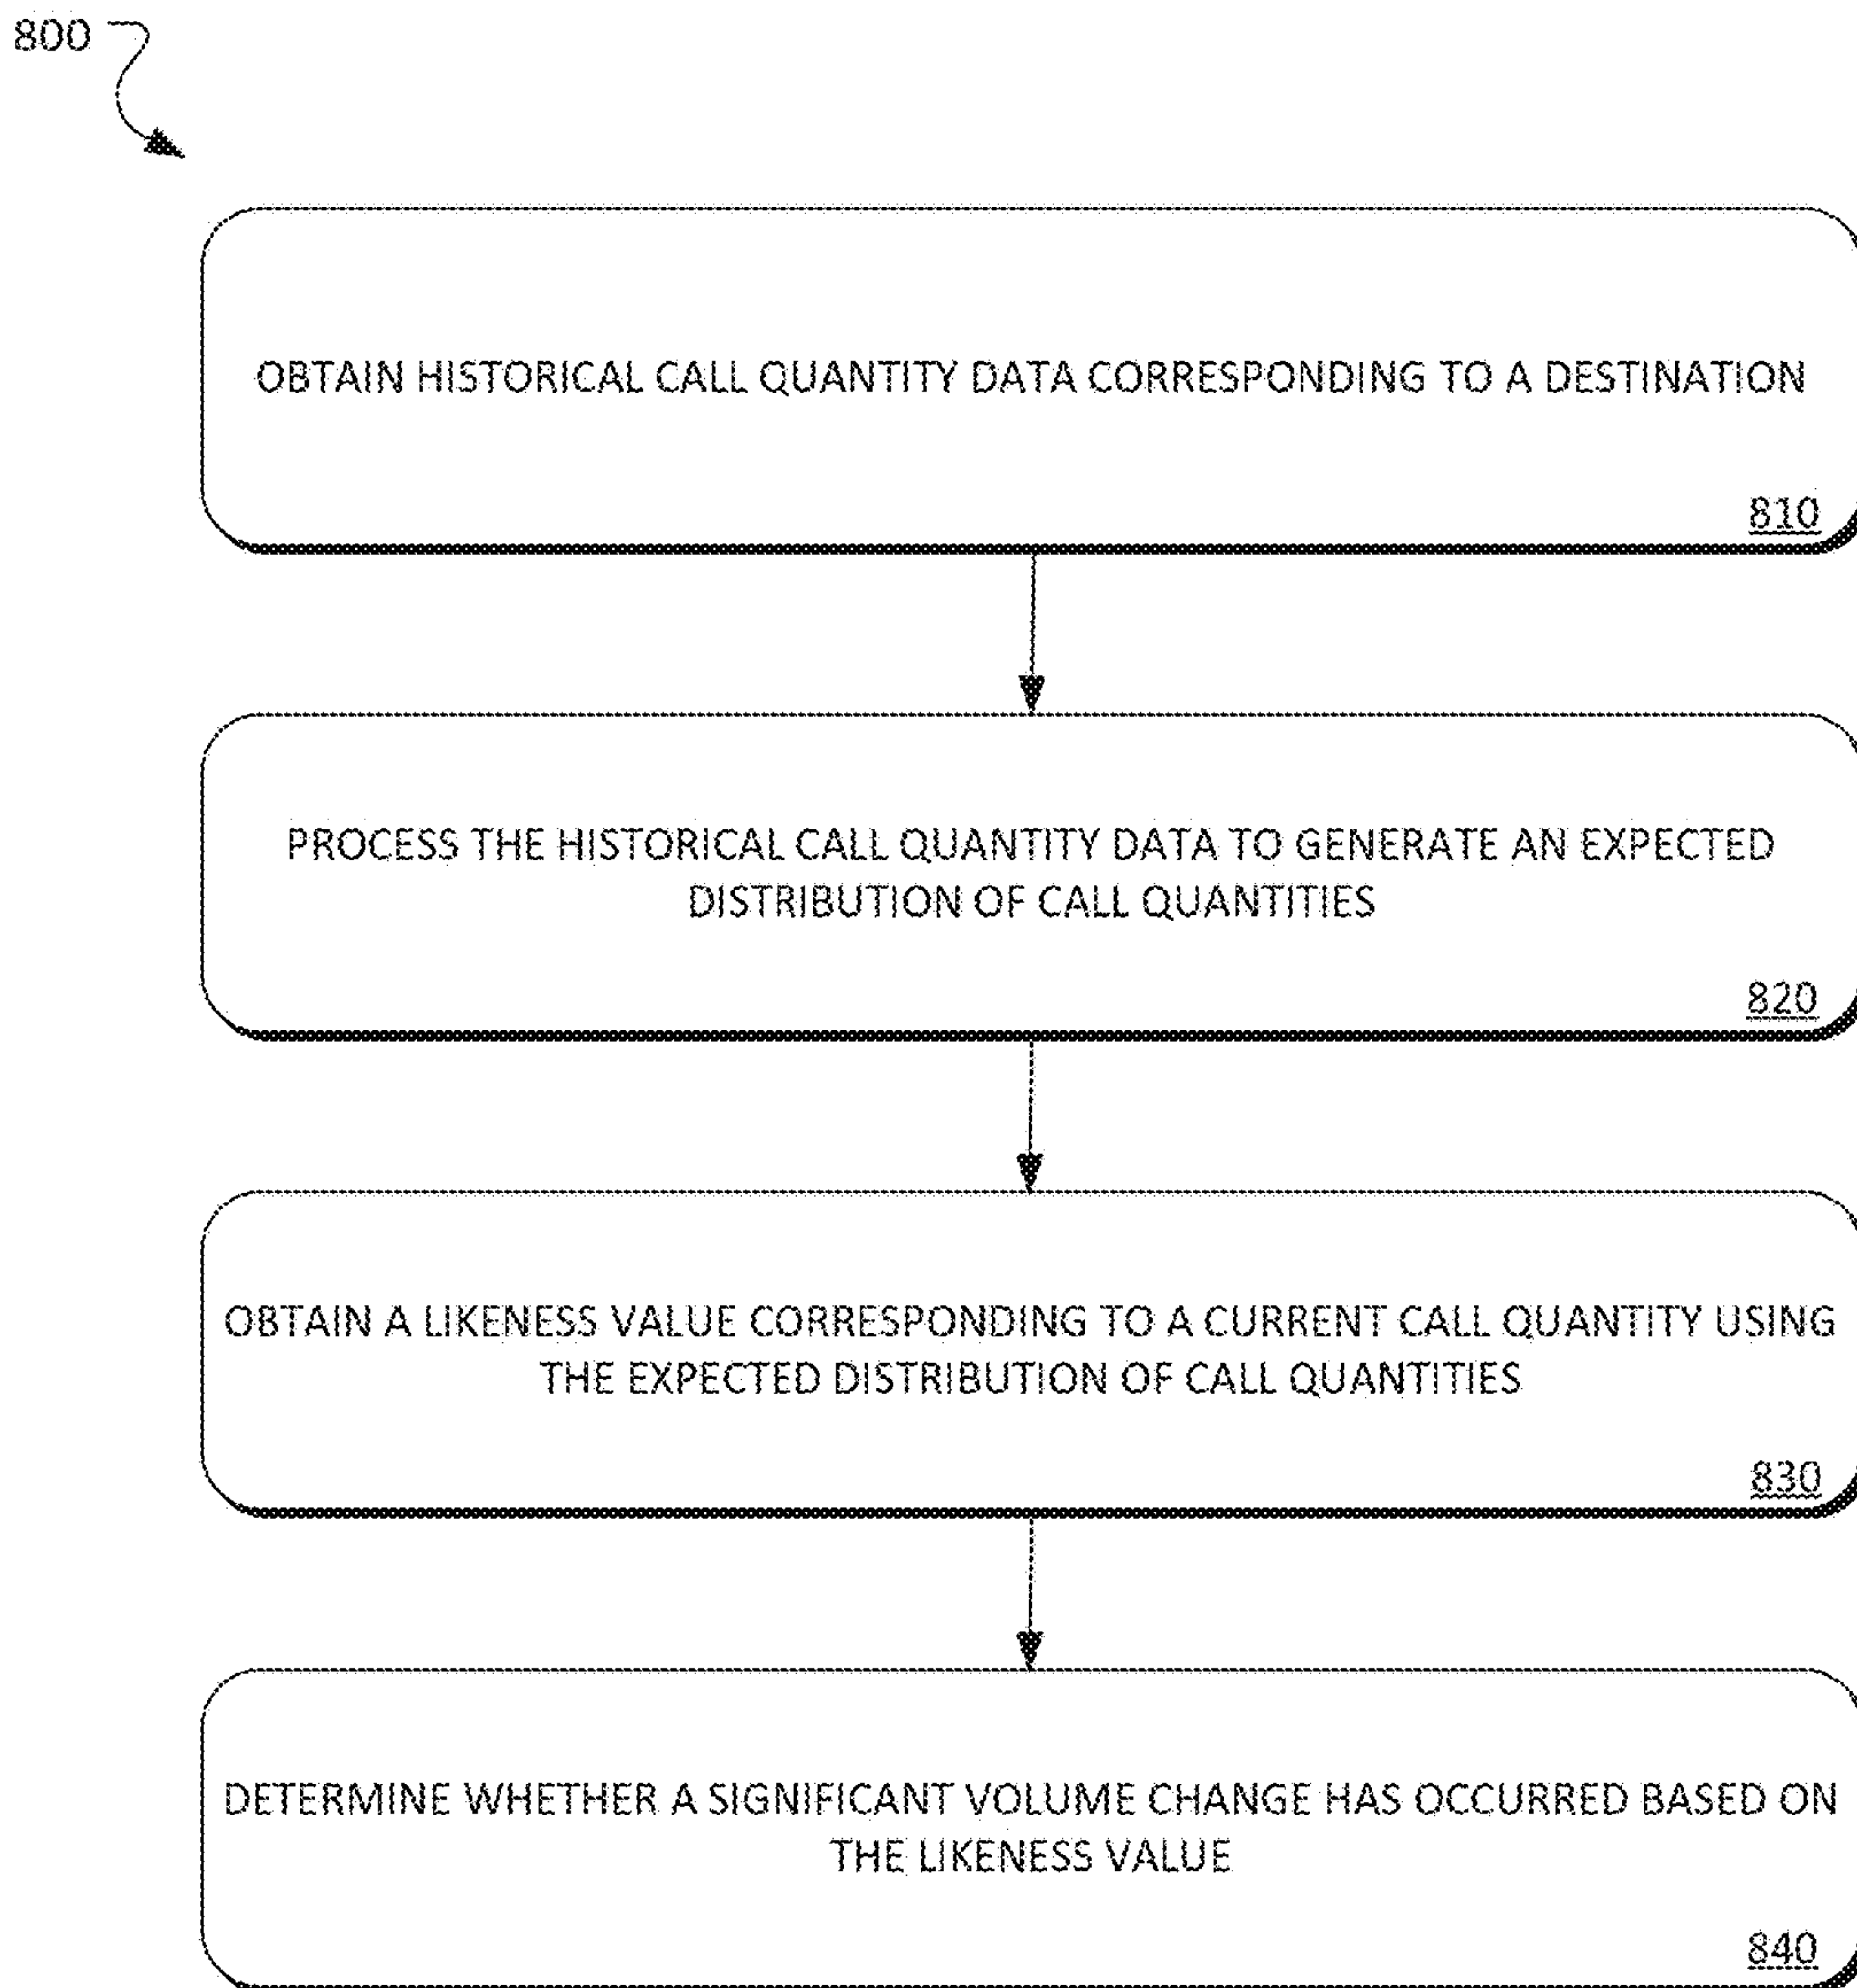 800
OBTAIN HISTORICAL CALL QUANTITY DATA CORRESPONDING TO A DESTINATION
810
PROCESS THE HISTORICAL CALL QUANTITY DATA TO GENERATE AN EXPECTED
DISTRIBUTION OF CALL QUANTITIES
820
OBTAIN A LIKENESS VALUE CORRESPONDING TO A CURRENT CALL QUANTITY USING
THE EXPECTED DISTRIBUTION OF CALL QUANTITIES
830
DETERMINE WHETHER A SIGNIFICANT VOLUME CHANGE HAS OCCURRED BASED ON
THE LIKENESS VALUE
840